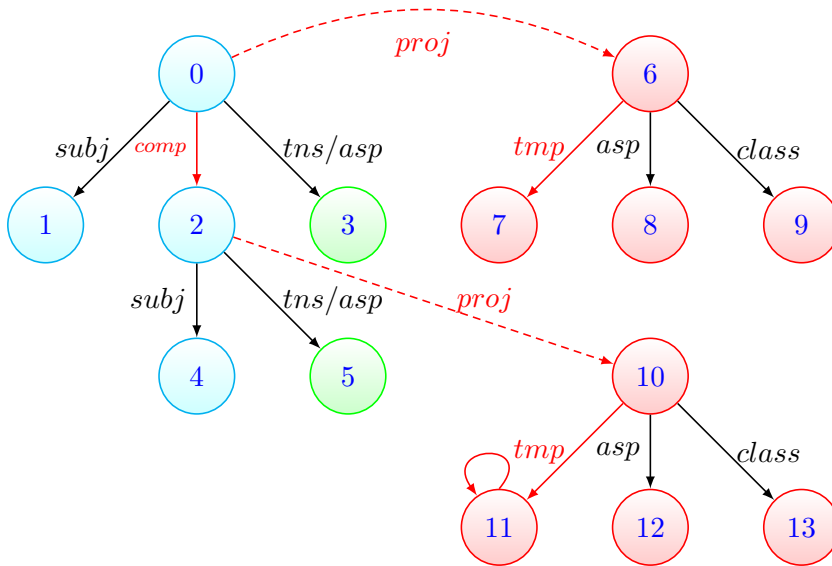 proj
0 6
subj comp tns/asp tmp asp class
1 2 3 7 8 9
subj tns/asp proj
4 5 10
tmp asp class
11 12 13